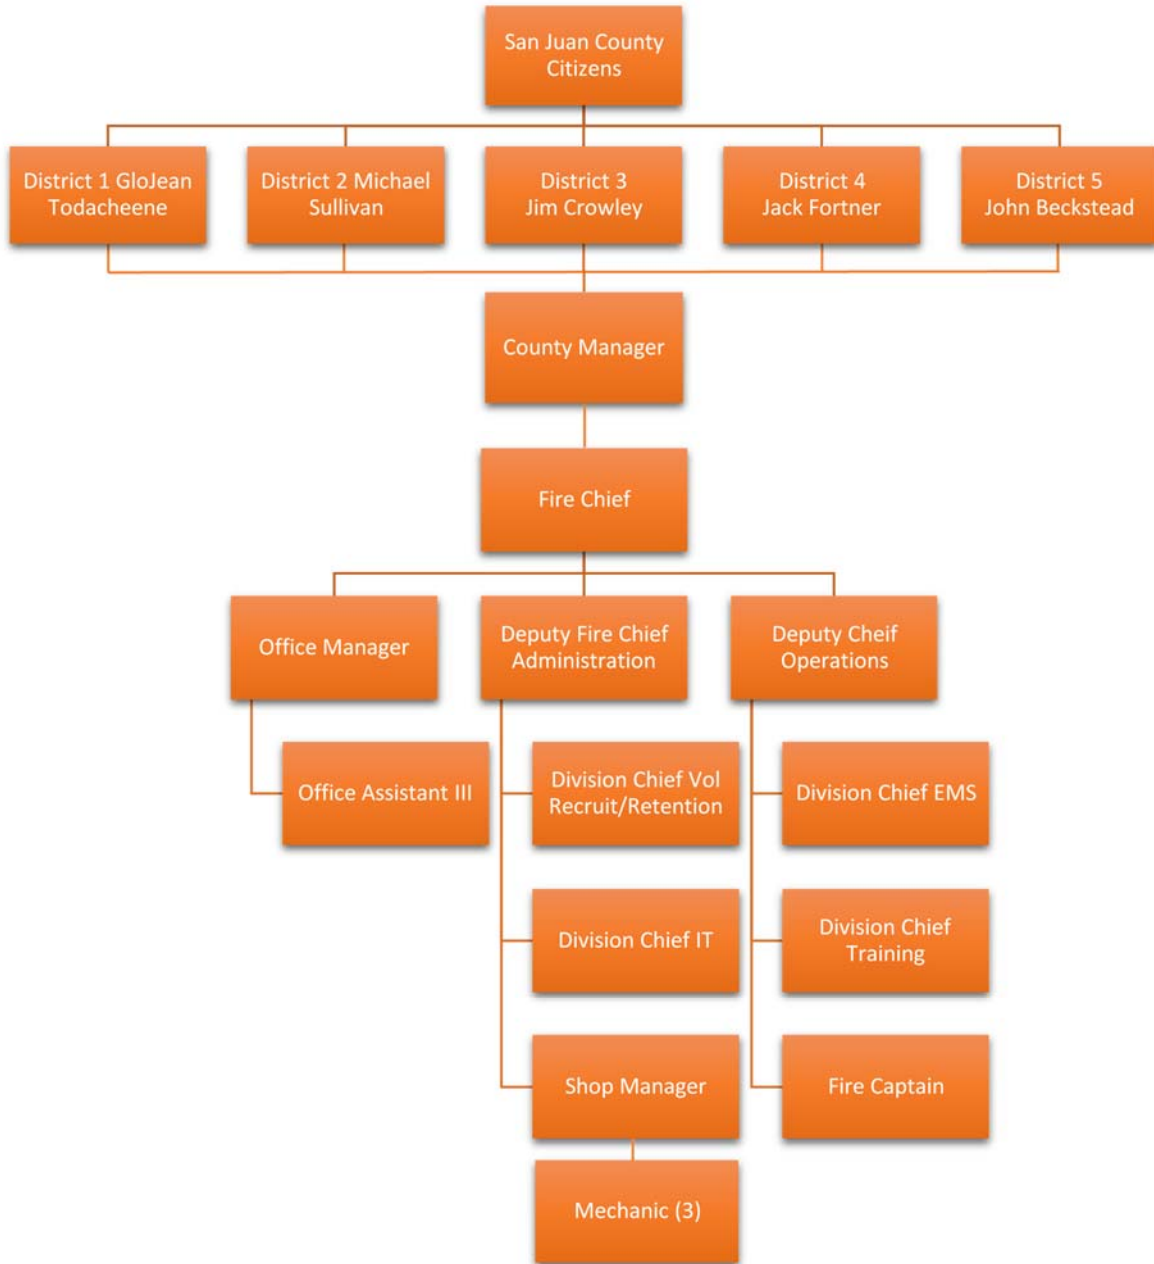 San Juan County
Citizens
District 1 GloJean
Todacheene
District 2 Michael
Sullivan
District 3
Jim Crowley
District 4
Jack Fortner
District 5
John Beckstead
County Manager
Fire Chief
Office Manager
Deputy Fire Chief
Administration
Deputy Cheif
Operations
Office Assistant III
Division Chief Vol
Recruit/Retention
Division Chief EMS
Division Chief IT
Division Chief
Training
Shop Manager
Fire Captain
Mechanic (3)